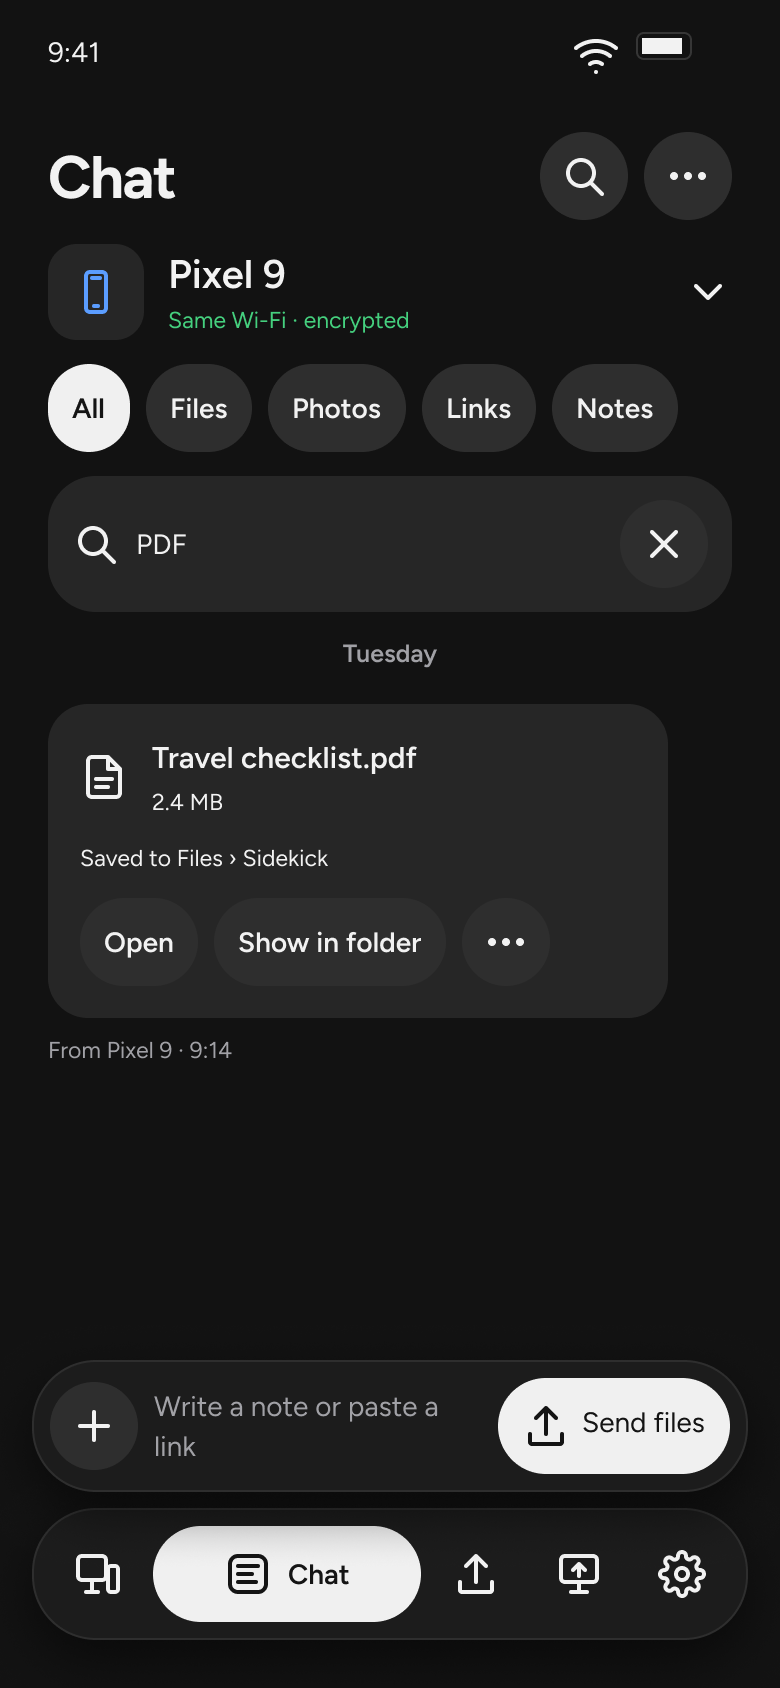 9:41
Chat
Pixel 9
Same Wi-Fi · encrypted
All Files Photos Links Notes
PDF
Tuesday
Travel checklist.pdf
2.4 MB
Saved to Files › Sidekick
Open Show in folder
From Pixel 9 · 9:14
Write a note or paste a
link
Send files
Chat